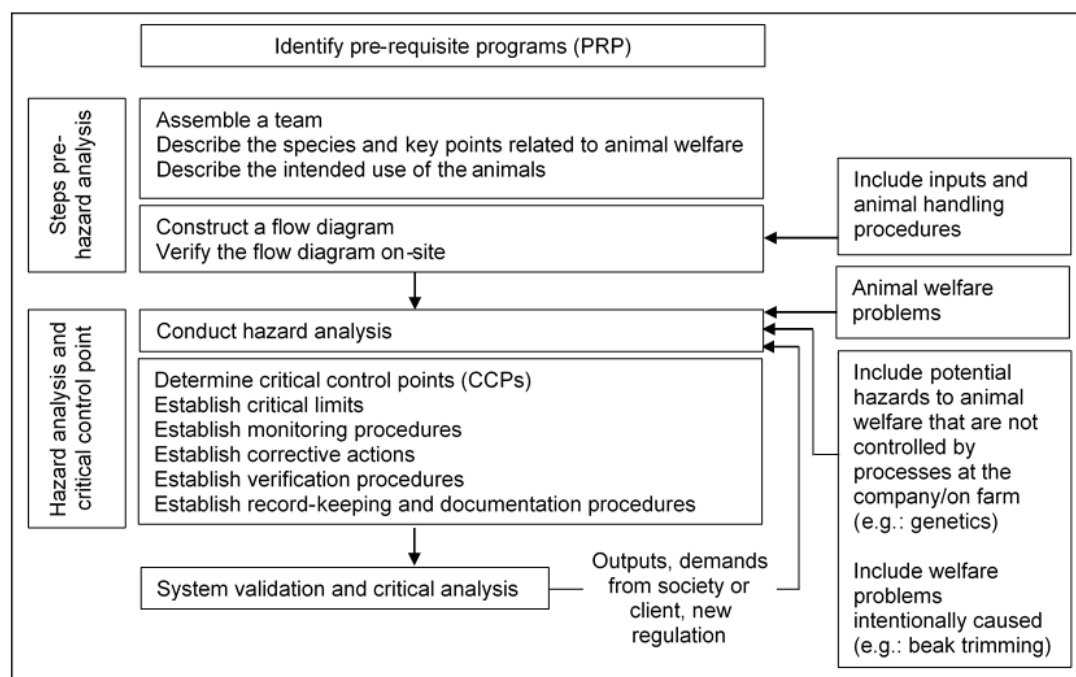 Identify pre-requisite programs (PRP)
Steps pre-
hazard analysis
Assemble a team
Describe the species and key points related to animal welfare
Describe the intended use of the animals
Construct a flow diagram
Verify the flow diagram on-site
Include inputs and
animal handling
procedures
Animal welfare
problems
Hazard analysis and
critical control point
Conduct hazard analysis
Determine critical control points (CCPs)
Establish critical limits
Establish monitoring procedures
Establish corrective actions
Establish verification procedures
Establish record-keeping and documentation procedures
Include potential
hazards to animal
welfare that are not
controlled by
processes at the
company/on farm
(e.g.: genetics)
Include welfare
problems
intentionally caused
(e.g.: beak trimming)
System validation and critical analysis
Outputs, demands
from society or
client, new
regulation